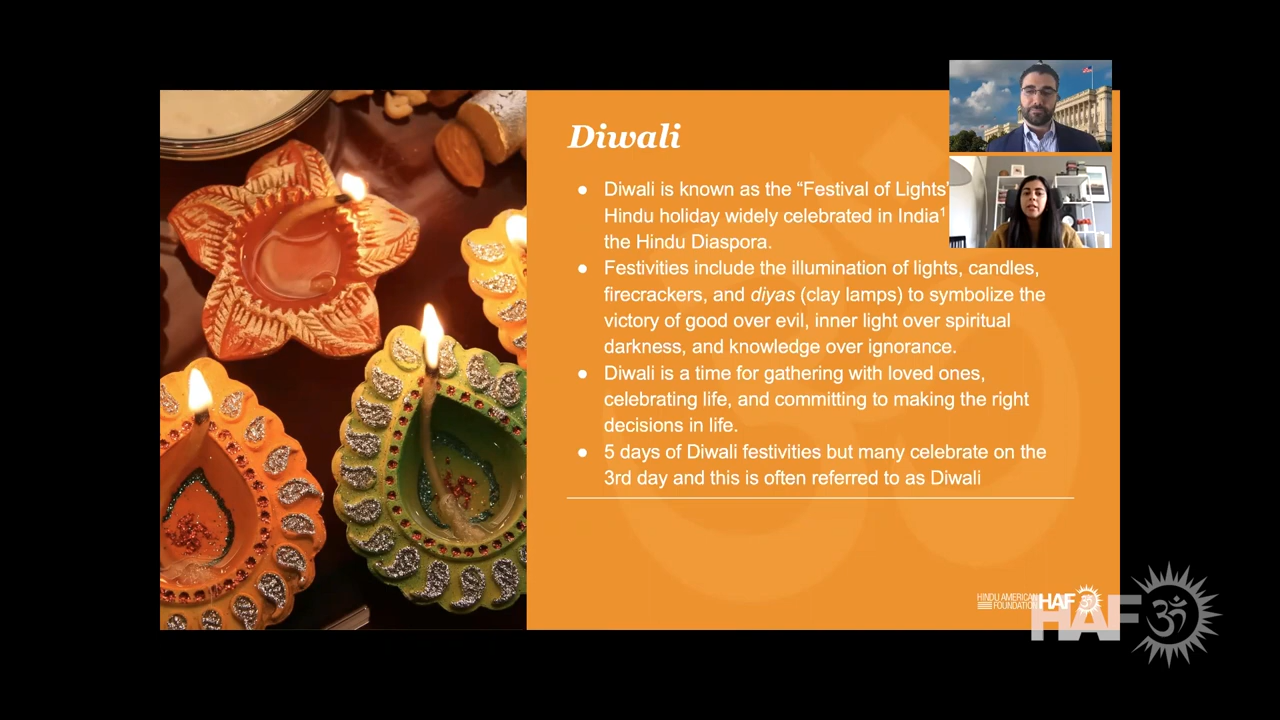 Diwali
● Diwali is known as the “Festival of Lights”
Hindu holiday widely celebrated in India¹
the Hindu Diaspora.
● Festivities include the illumination of lights, candles,
firecrackers, and diyas (clay lamps) to symbolize the
victory of good over evil, inner light over spiritual
darkness, and knowledge over ignorance.
● Diwali is a time for gathering with loved ones,
celebrating life, and committing to making the right
decisions in life.
● 5 days of Diwali festivities but many celebrate on the
3rd day and this is often referred to as Diwali
HINDU AMERICAN
FOUNDATION
HAF ॐ
HAF ॐ